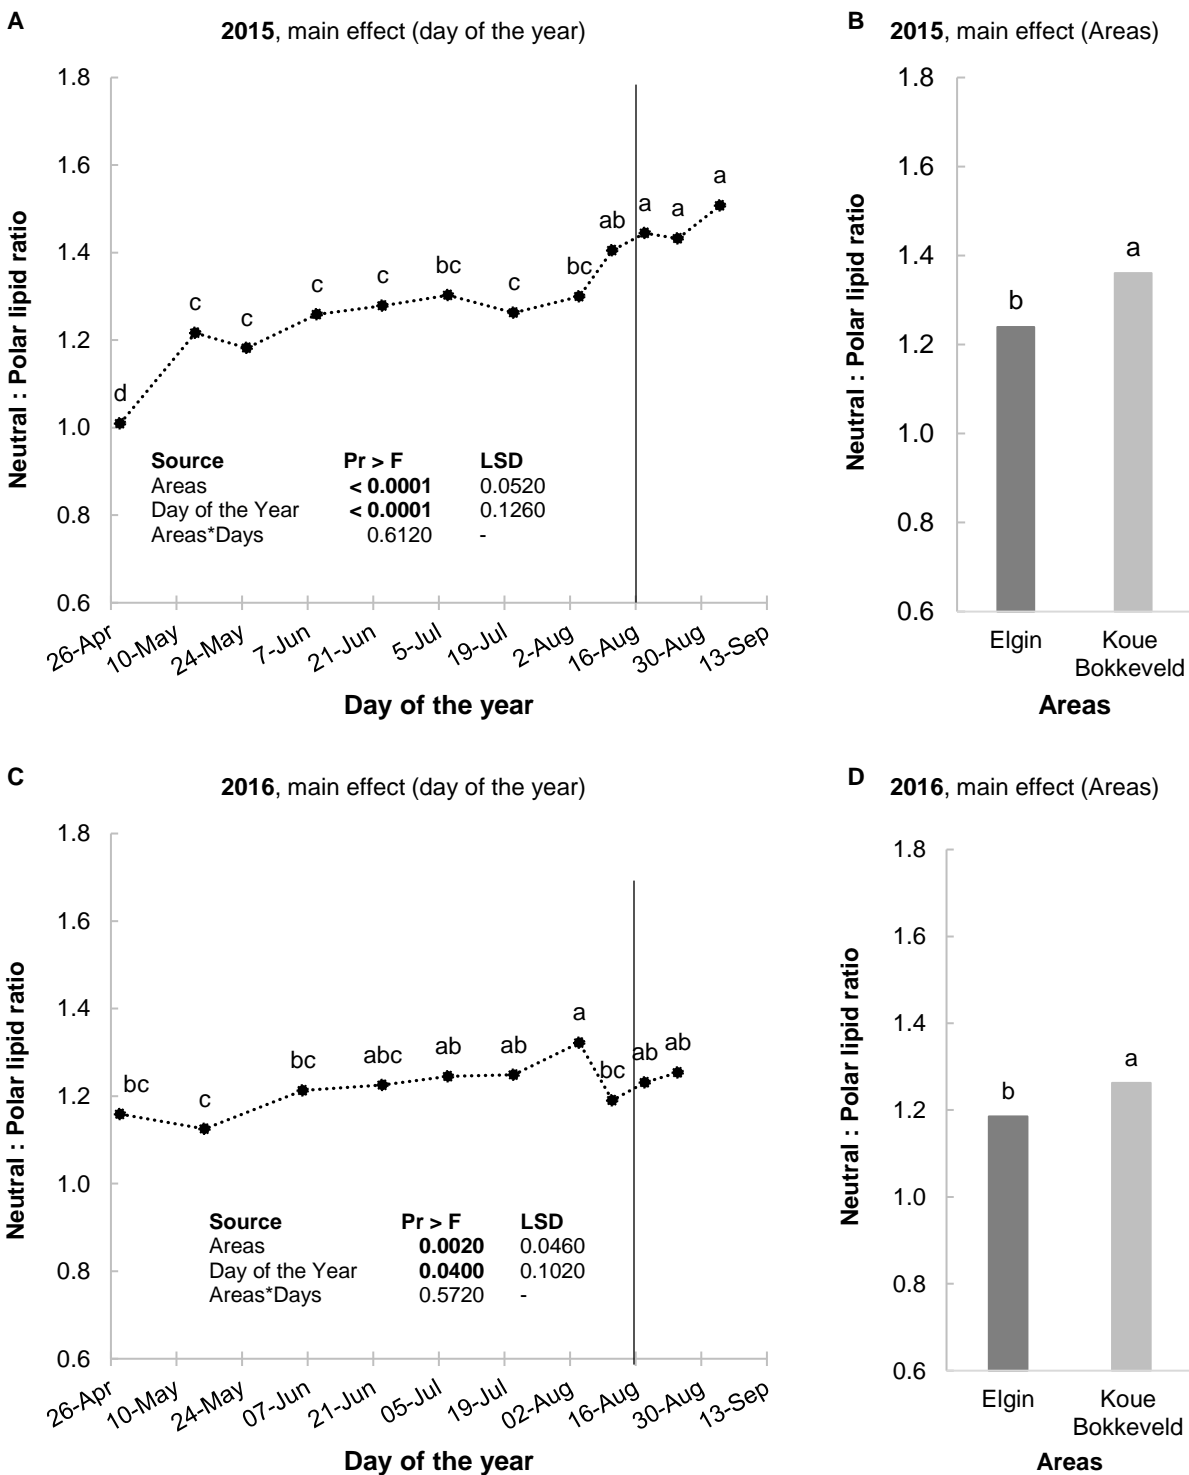 A
2015, main effect (day of the year)
Neutral : Polar lipid ratio
1.8
1.6
1.4
1.2
1.0
0.8
0.6
d
c
c
c
c
bc
c
bc
ab
a
a
a
Source Pr > F LSD
Areas < 0.0001 0.0520
Day of the Year < 0.0001 0.1260
Areas*Days 0.6120 -
26-Apr 10-May 24-May 7-Jun 21-Jun 5-Jul 19-Jul 2-Aug 16-Aug 30-Aug 13-Sep
Day of the year
B
2015, main effect (Areas)
Neutral : Polar lipid ratio
1.8
1.6
1.4
1.2
1.0
0.8
0.6
b
a
Elgin Koue
Bokkeveld
Areas
C
2016, main effect (day of the year)
Neutral : Polar lipid ratio
1.8
1.6
1.4
1.2
1.0
0.8
0.6
bc
c
bc
abc
ab
ab
a
bc
ab
ab
Source Pr > F LSD
Areas 0.0020 0.0460
Day of the Year 0.0400 0.1020
Areas*Days 0.5720 -
26-Apr 10-May 24-May 07-Jun 21-Jun 05-Jul 19-Jul 02-Aug 16-Aug 30-Aug 13-Sep
Day of the year
D
2016, main effect (Areas)
Neutral : Polar lipid ratio
1.8
1.6
1.4
1.2
1.0
0.8
0.6
b
a
Elgin Koue
Bokkeveld
Areas